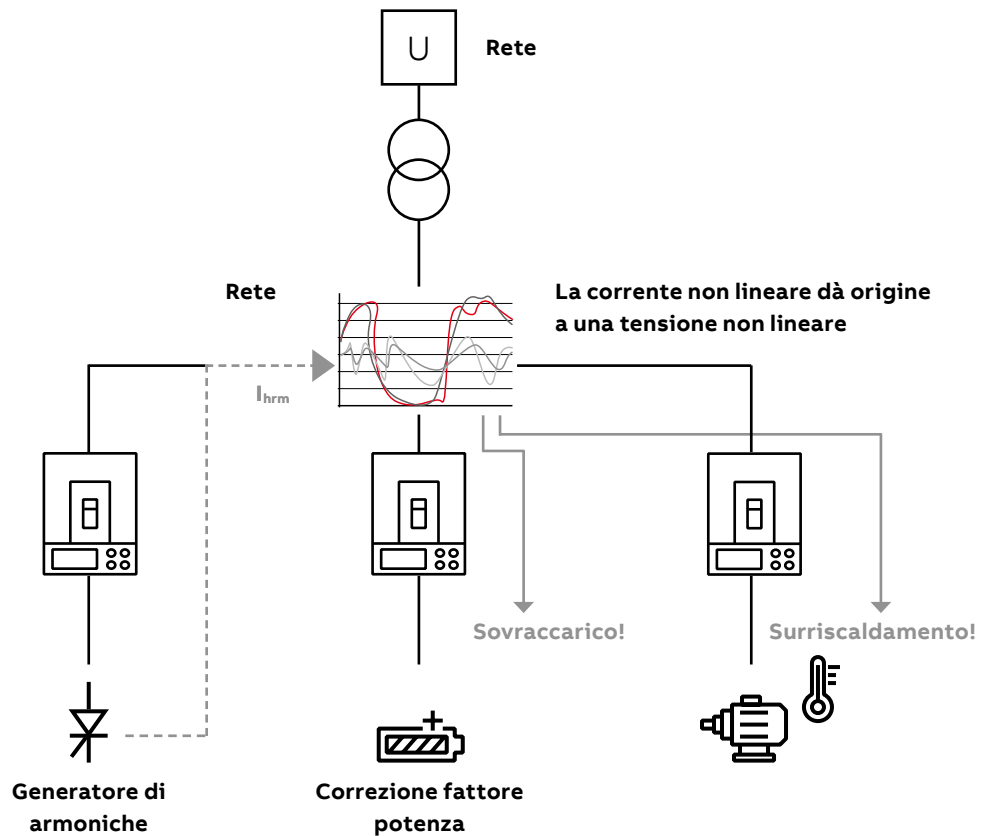 U
Rete
Rete
La corrente non lineare dà origine
a una tensione non lineare
Ihrm
Sovraccarico!
Surriscaldamento!
Generatore di
armoniche
Correzione fattore
potenza